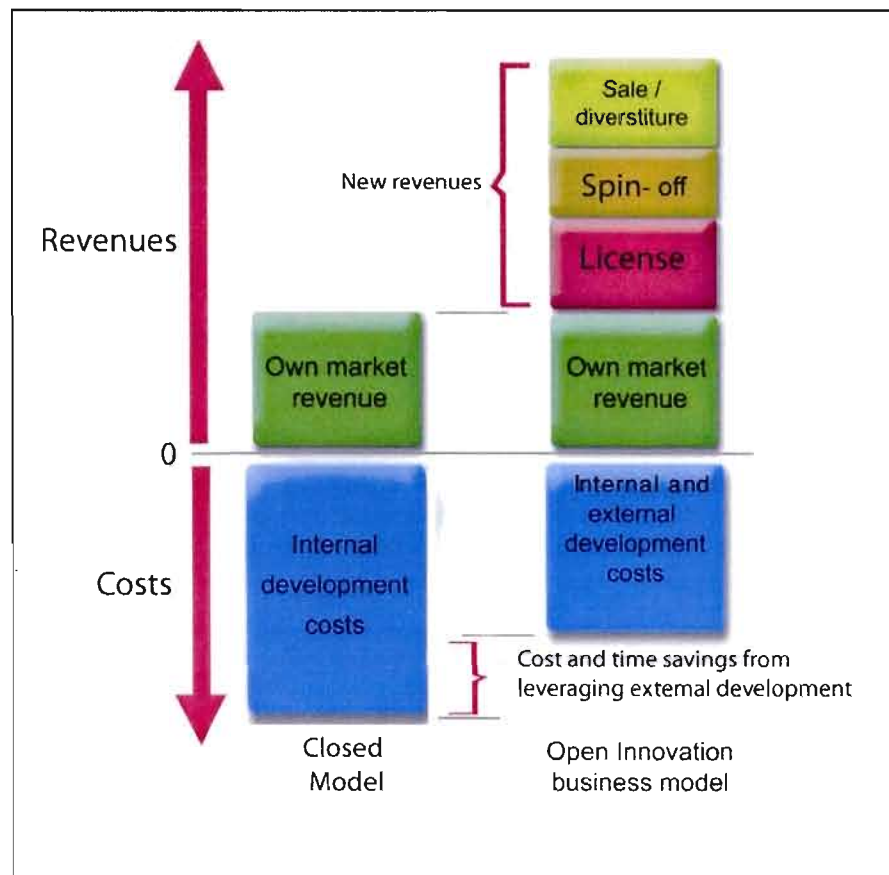 Sale /
diverstiture
New revenues
Spin- off
Revenues
License
Own market
revenue
Own market
revenue
0
Internal and
external
development
costs
Internal
development
costs
Costs
Cost and time savings from
leveraging external development
Closed
Model
Open Innovation
business model